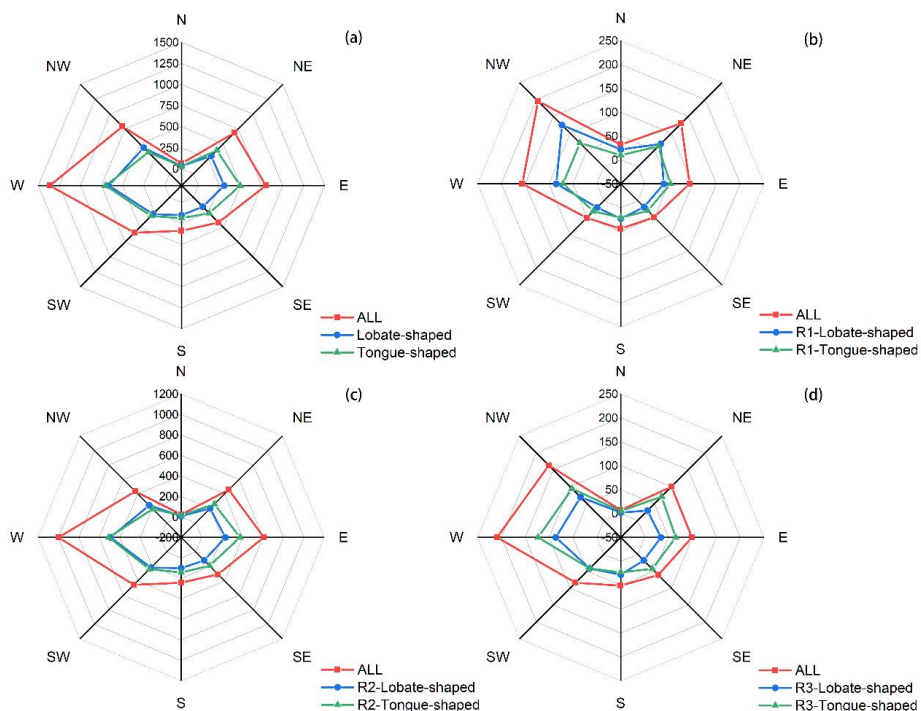 N
(a)
1500
1250
1000
750
500
250
0
NW
NE
W
E
SW
SE
S
ALL
Lobate-shaped
Tongue-shaped
N
(b)
250
200
150
100
50
0
-50
NW
NE
W
E
SW
SE
S
ALL
R1-Lobate-shaped
R1-Tongue-shaped
N
(c)
1200
1000
800
600
400
200
0
-200
NW
NE
W
E
SW
SE
S
ALL
R2-Lobate-shaped
R2-Tongue-shaped
N
(d)
250
200
150
100
50
0
-50
NW
NE
W
E
SW
SE
S
ALL
R3-Lobate-shaped
R3-Tongue-shaped